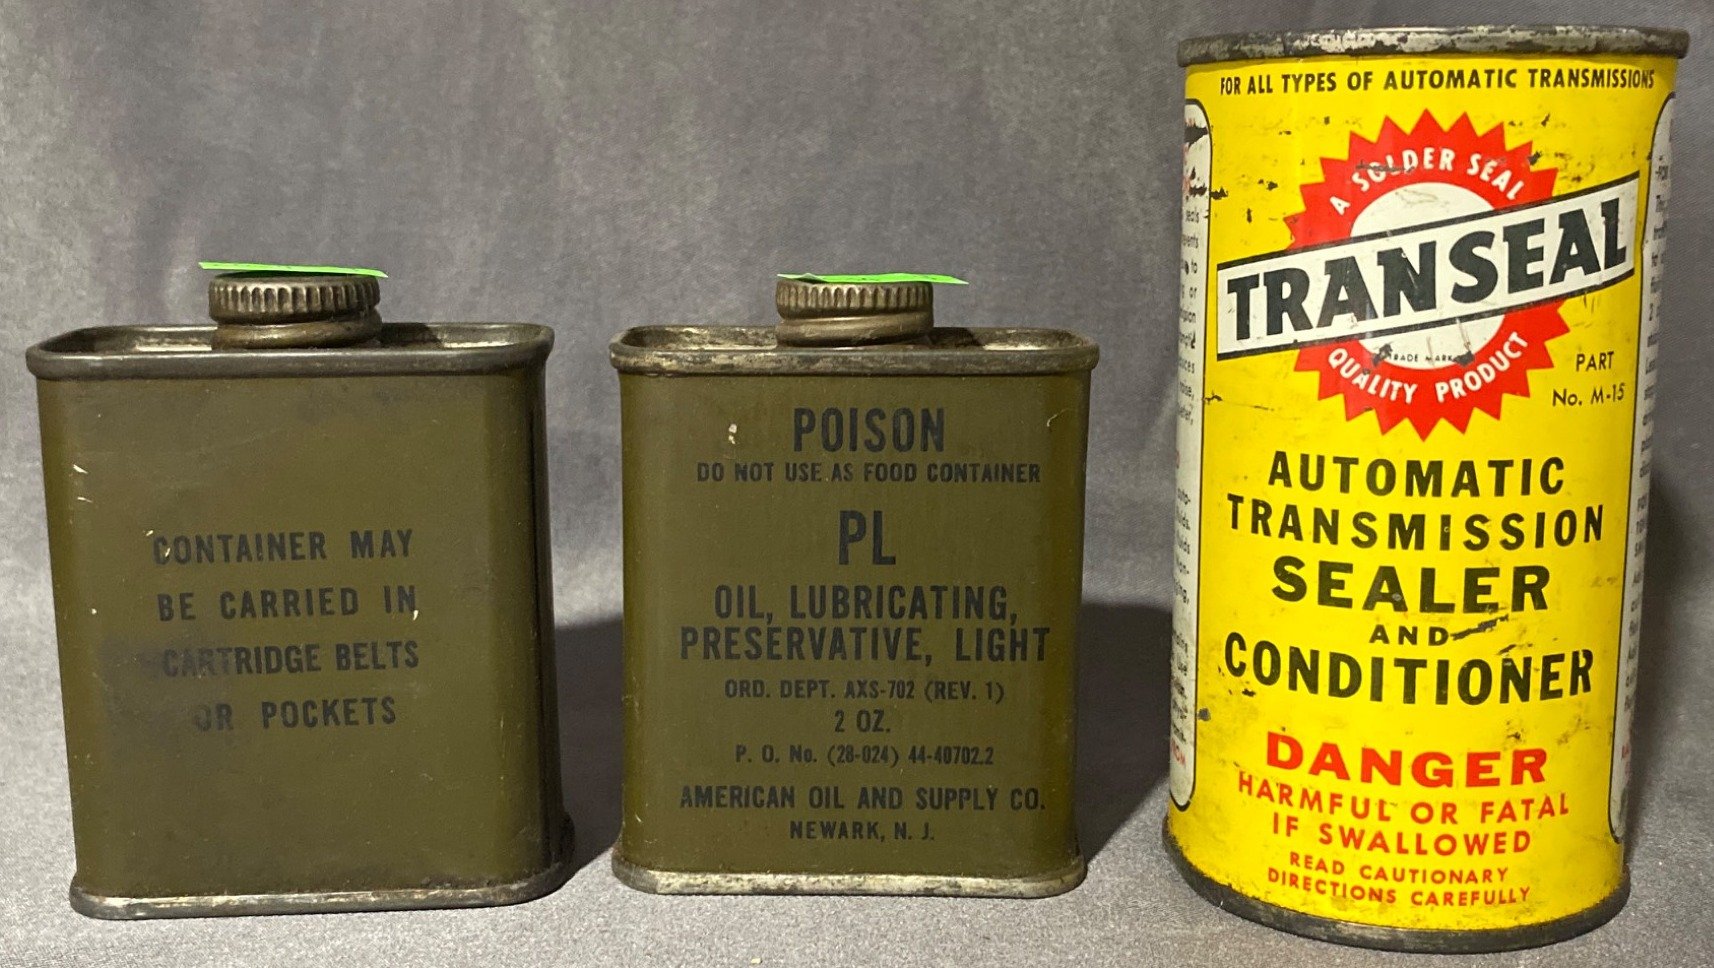 CONTAINER MAY
BE CARRIED IN
CARTRIDGE BELTS
OR POCKETS
POISON
DO NOT USE AS FOOD CONTAINER
PL
OIL, LUBRICATING,
PRESERVATIVE, LIGHT
ORD. DEPT. AXS-702 (REV. 1)
2 OZ.
P. O. No. (28-024) 44-40702.2
AMERICAN OIL AND SUPPLY CO.
NEWARK, N. J.
FOR ALL TYPES OF AUTOMATIC TRANSMISSIONS
A SOLDER SEAL
TRANSEAL
TRADE MARK
QUALITY PRODUCT
PART
No. M-15
AUTOMATIC
TRANSMISSION
SEALER
AND
CONDITIONER
DANGER
HARMFUL OR FATAL
IF SWALLOWED
READ CAUTIONARY
DIRECTIONS CAREFULLY